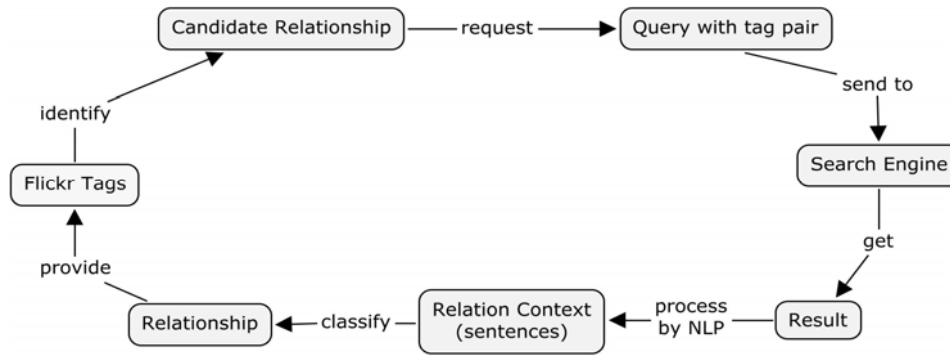 Candidate Relationship
request
Query with tag pair
send to
Search Engine
get
Result
process
by NLP
Relation Context
(sentences)
classify
Relationship
provide
Flickr Tags
identify